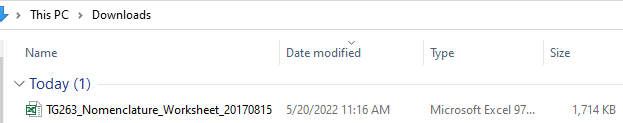 This PC > Downloads
Name Date modified Type Size
Today (1)
TG263_Nomenclature_Worksheet_20170815 5/20/2022 11:16 AM Microsoft Excel 97... 1,714 KB